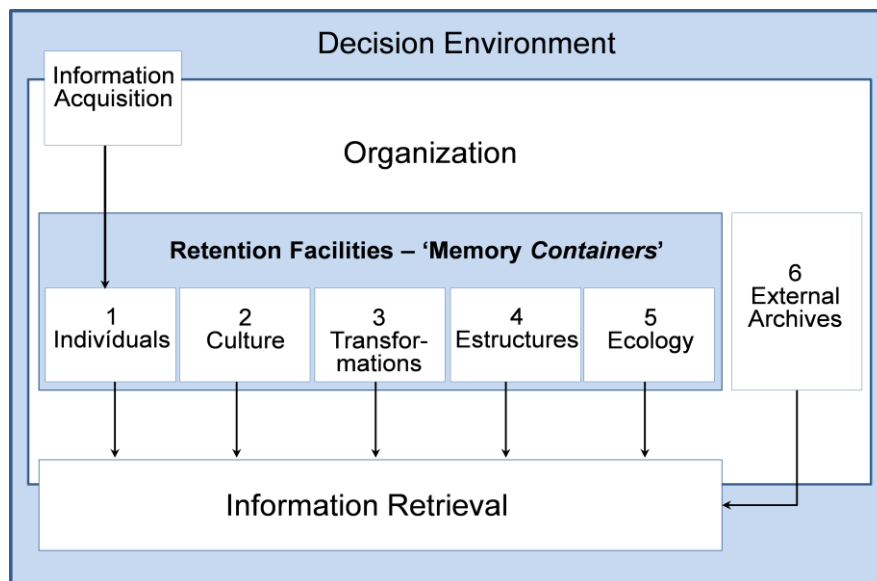 Decision Environment
Information
Acquisition
Organization
Retention Facilities – ‘Memory Containers’
1
Indivíduals
2
Culture
3
Transfor-
mations
4
Estructures
5
Ecology
6
External
Archives
Information Retrieval